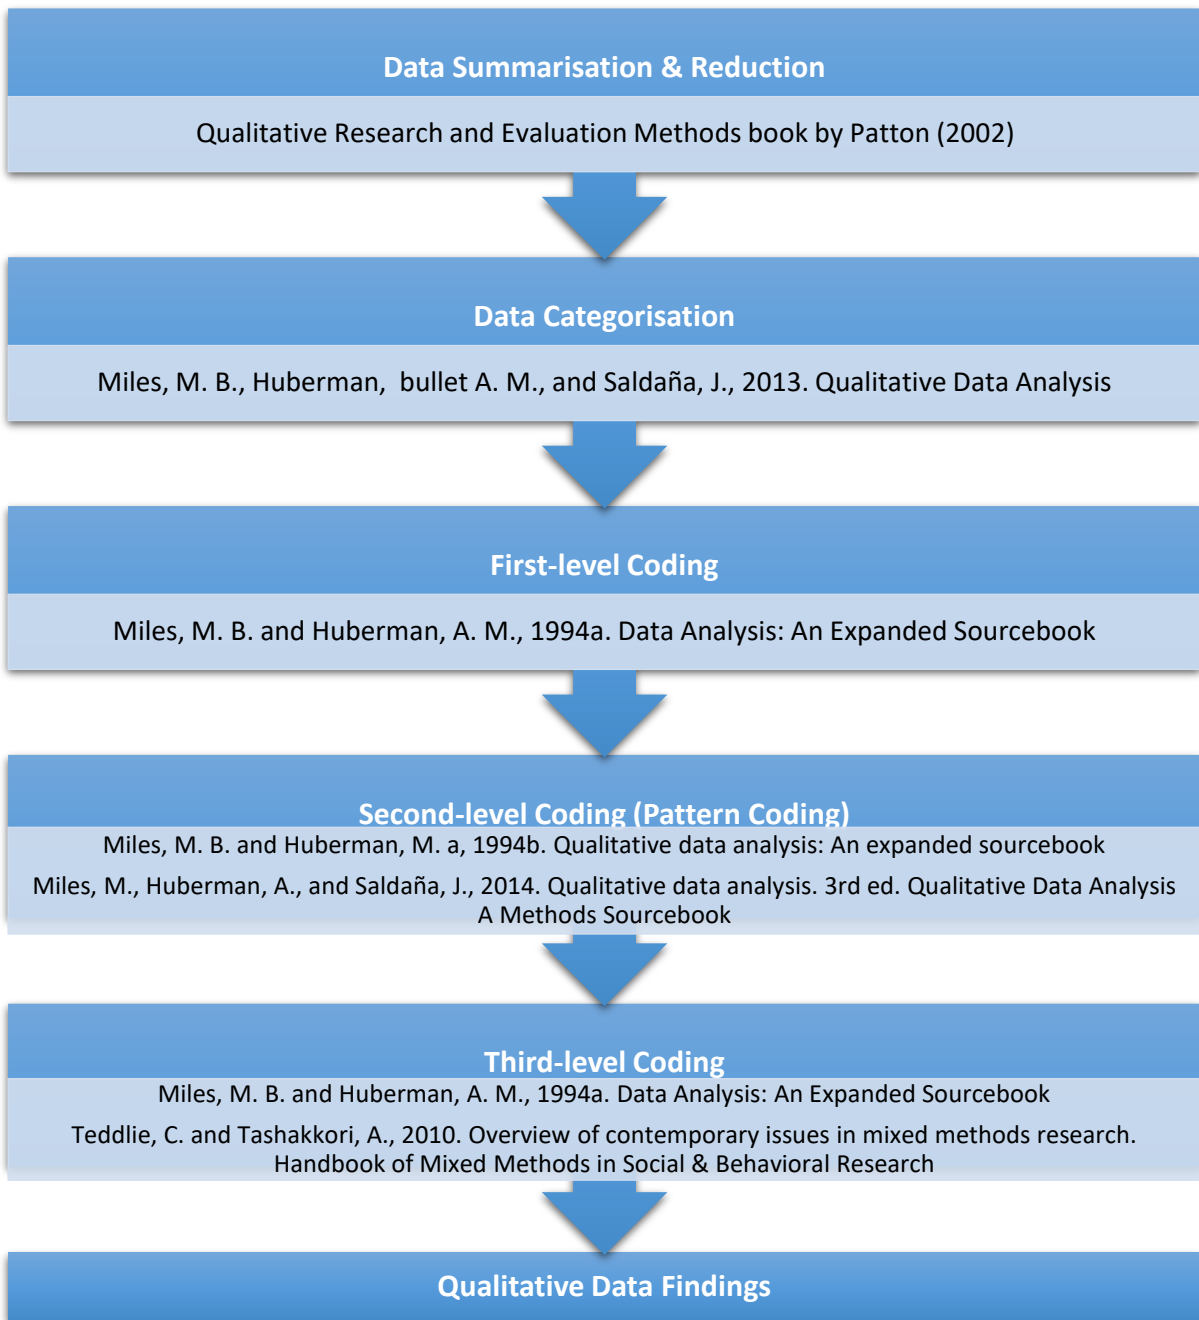 Data Summarisation & Reduction
Qualitative Research and Evaluation Methods book by Patton (2002)
Data Categorisation
Miles, M. B., Huberman,  bullet A. M., and Saldaña, J., 2013. Qualitative Data Analysis
First-level Coding
Miles, M. B. and Huberman, A. M., 1994a. Data Analysis: An Expanded Sourcebook
Second-level Coding (Pattern Coding)
Miles, M. B. and Huberman, M. a, 1994b. Qualitative data analysis: An expanded sourcebook
Miles, M., Huberman, A., and Saldaña, J., 2014. Qualitative data analysis. 3rd ed. Qualitative Data Analysis
A Methods Sourcebook
Third-level Coding
Miles, M. B. and Huberman, A. M., 1994a. Data Analysis: An Expanded Sourcebook
Teddlie, C. and Tashakkori, A., 2010. Overview of contemporary issues in mixed methods research.
Handbook of Mixed Methods in Social & Behavioral Research
Qualitative Data Findings